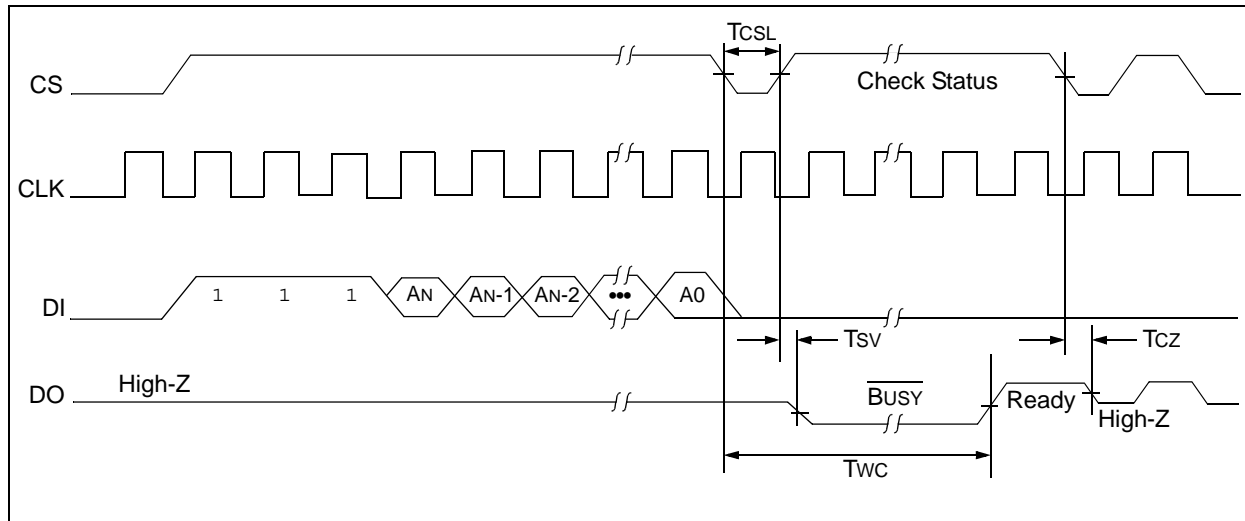 TCSL
CS
Check Status
CLK
DI
1 1 1 AN AN-1 AN-2 ••• A0
TSV
TCZ
DO
High-Z
BUSY
Ready
High-Z
TWC